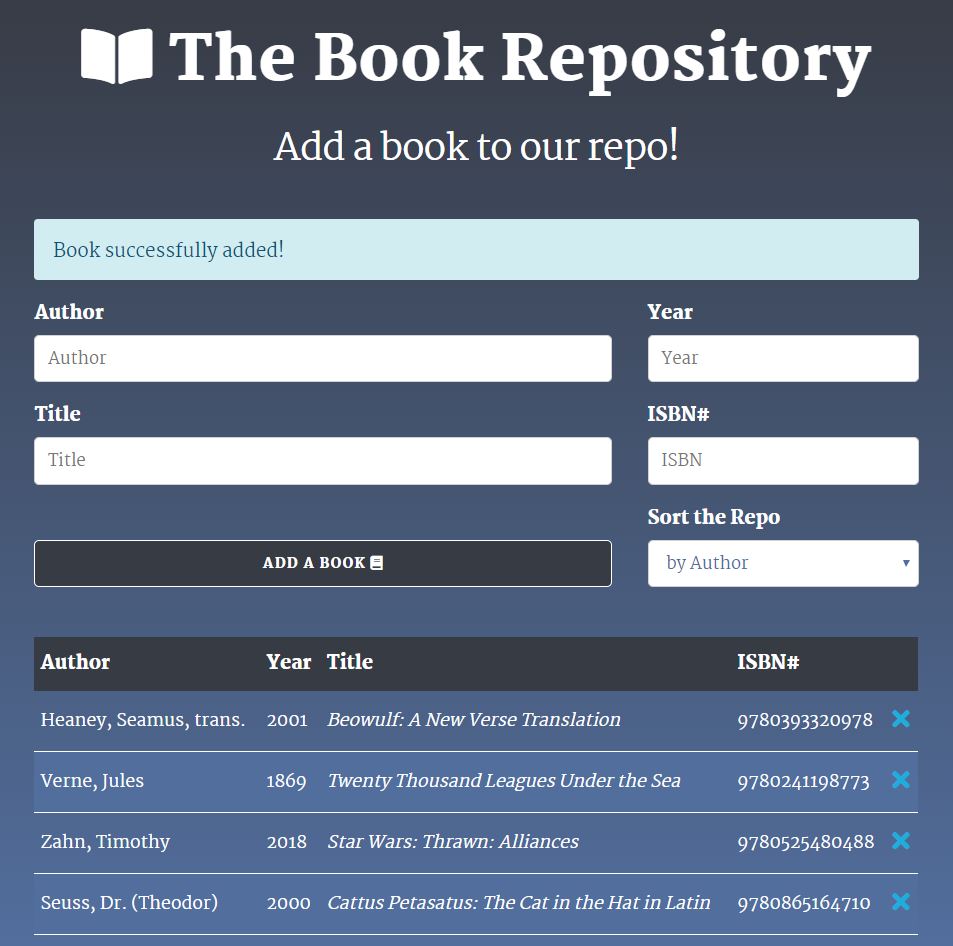 The Book Repository
Add a book to our repo!
Book successfully added!
Author Year
Author Year
Title ISBN#
Title ISBN
Sort the Repo
ADD A BOOK by Author
Author Year Title ISBN#
Heaney, Seamus, trans. 2001 Beowulf: A New Verse Translation 9780393320978
Verne, Jules 1869 Twenty Thousand Leagues Under the Sea 9780241198773
Zahn, Timothy 2018 Star Wars: Thrawn: Alliances 9780525480488
Seuss, Dr. (Theodor) 2000 Cattus Petasatus: The Cat in the Hat in Latin 9780865164710